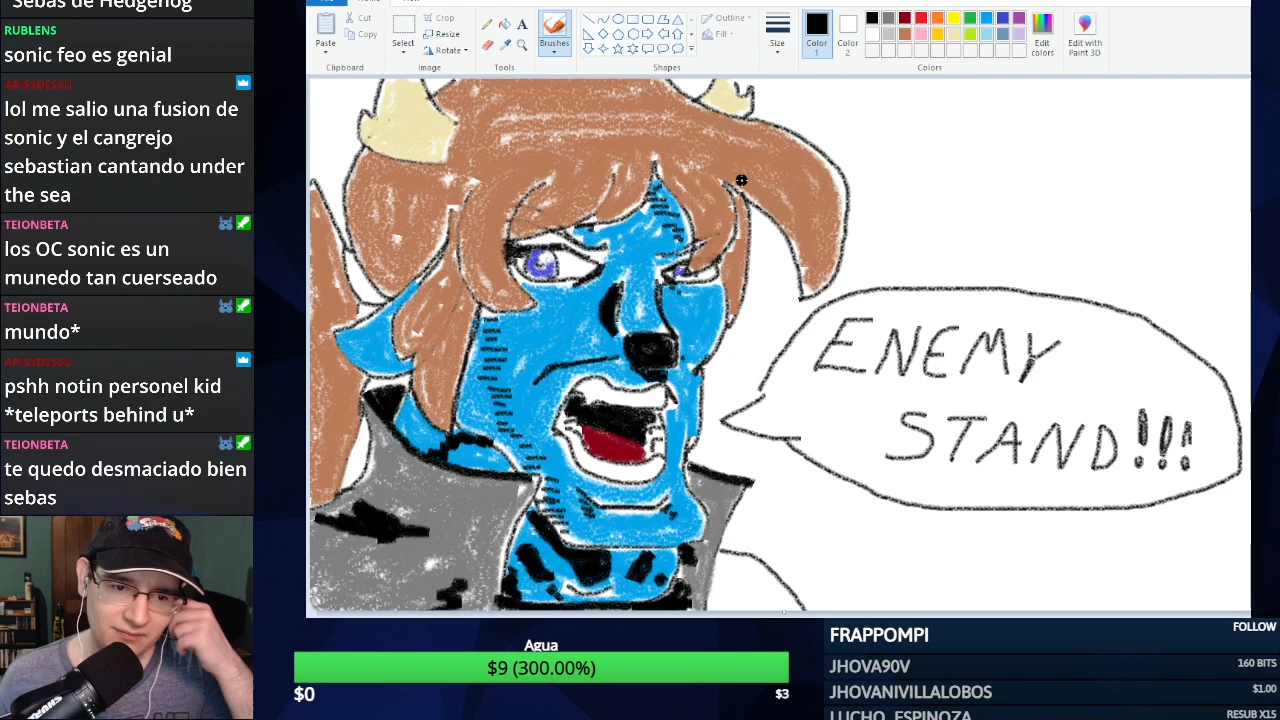 Sebas de Hedgehog
RUBLENS
sonic feo y genial
ARISSDESSU
lol me salio una fusion de
sonic y el cangrejo
sebastian cantando under
the sea
TEIONBETA
los OC sonic es un
munedo tan cuerseado
TEIONBETA
mundo*
ARISSDESSU
pshh notin personel kid
*teleports behind u*
TEIONBETA
te quedo desmaciado bien
sebas
Paste
Cut
Copy
Clipboard
Select
Crop
Resize
Rotate
Image
Tools
Brushes
Shapes
Outline
Fill
Size
Color
1
Color
2
Colors
Edit
colors
Edit with
Paint 3D
ENEMY
STAND!!!
Agua
$9 (300.00%)
$0
$3
FRAPPOMPI
FOLLOW
JHOVA90V
160 BITS
JHOVANIVILLALOBOS
$1.00
LUCHO_ESPINOZA
RESUB X15